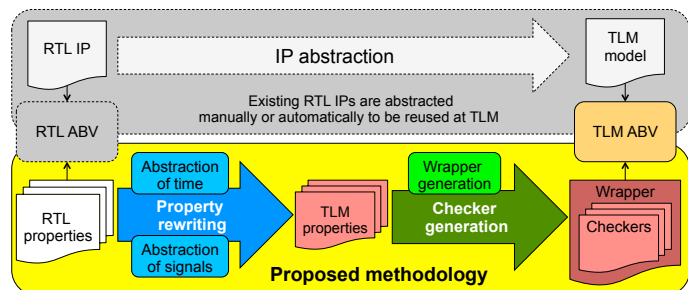 RTL IP
IP abstraction
TLM
model
Existing RTL IPs are abstracted
manually or automatically to be reused at TLM
RTL ABV
TLM ABV
Abstraction
of time
Property
rewriting
Abstraction
of signals
RTL
properties
TLM
properties
Wrapper
generation
Checker
generation
Wrapper
Checkers
Proposed methodology